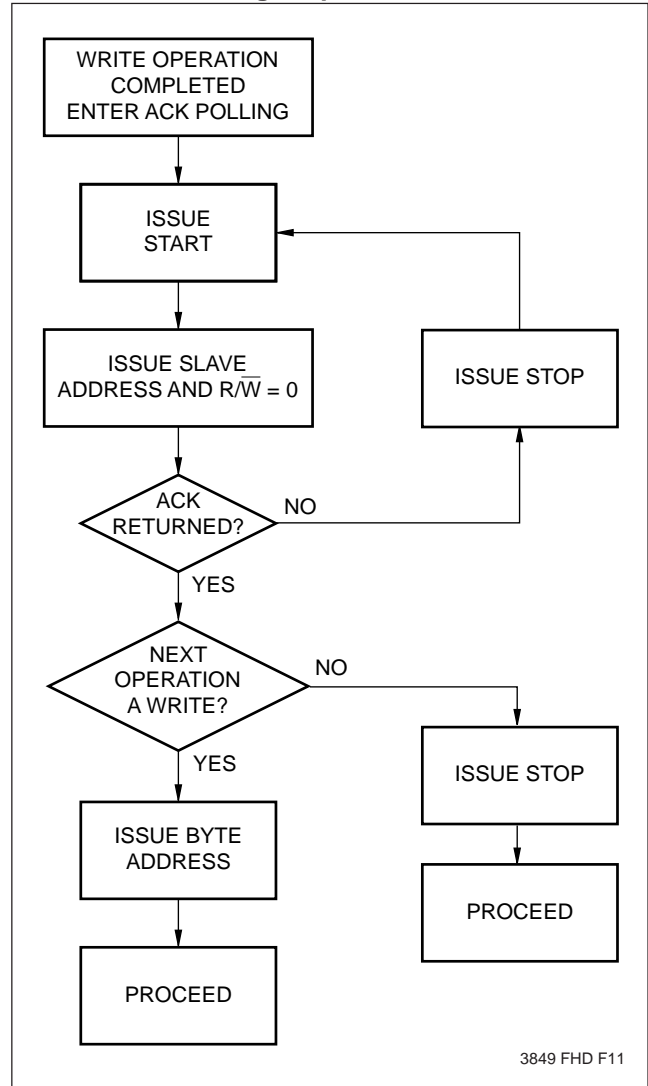 WRITE OPERATION
COMPLETED
ENTER ACK POLLING
ISSUE
START
ISSUE SLAVE
ADDRESS AND R/W̅ = 0
ISSUE STOP
ACK
RETURNED?
NO
YES
NEXT
OPERATION
A WRITE?
NO
YES
ISSUE STOP
ISSUE BYTE
ADDRESS
PROCEED
PROCEED
3849 FHD F11